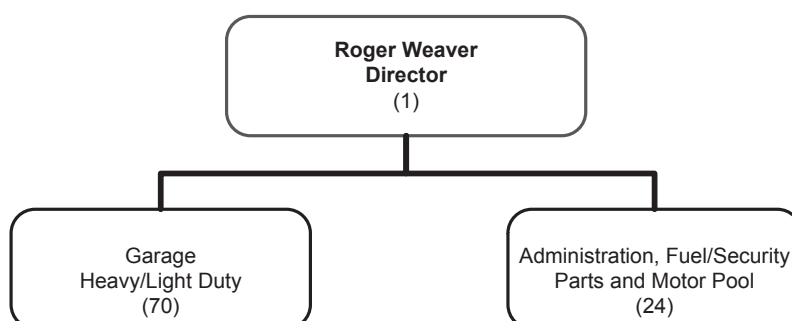 Roger Weaver
Director
(1)
Garage
Heavy/Light Duty
(70)
Administration, Fuel/Security
Parts and Motor Pool
(24)